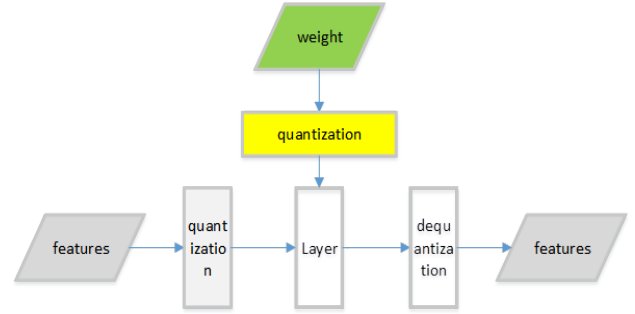 weight
quantization
features
quant
izatio
n
Layer
dequ
antiza
tion
features